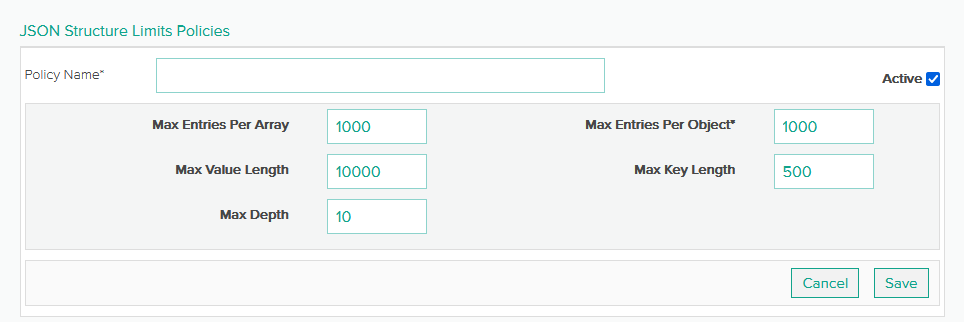 JSON Structure Limits Policies
Policy Name*
Active
Max Entries Per Array 1000 Max Entries Per Object* 1000
Max Value Length 10000 Max Key Length 500
Max Depth 10
Cancel Save